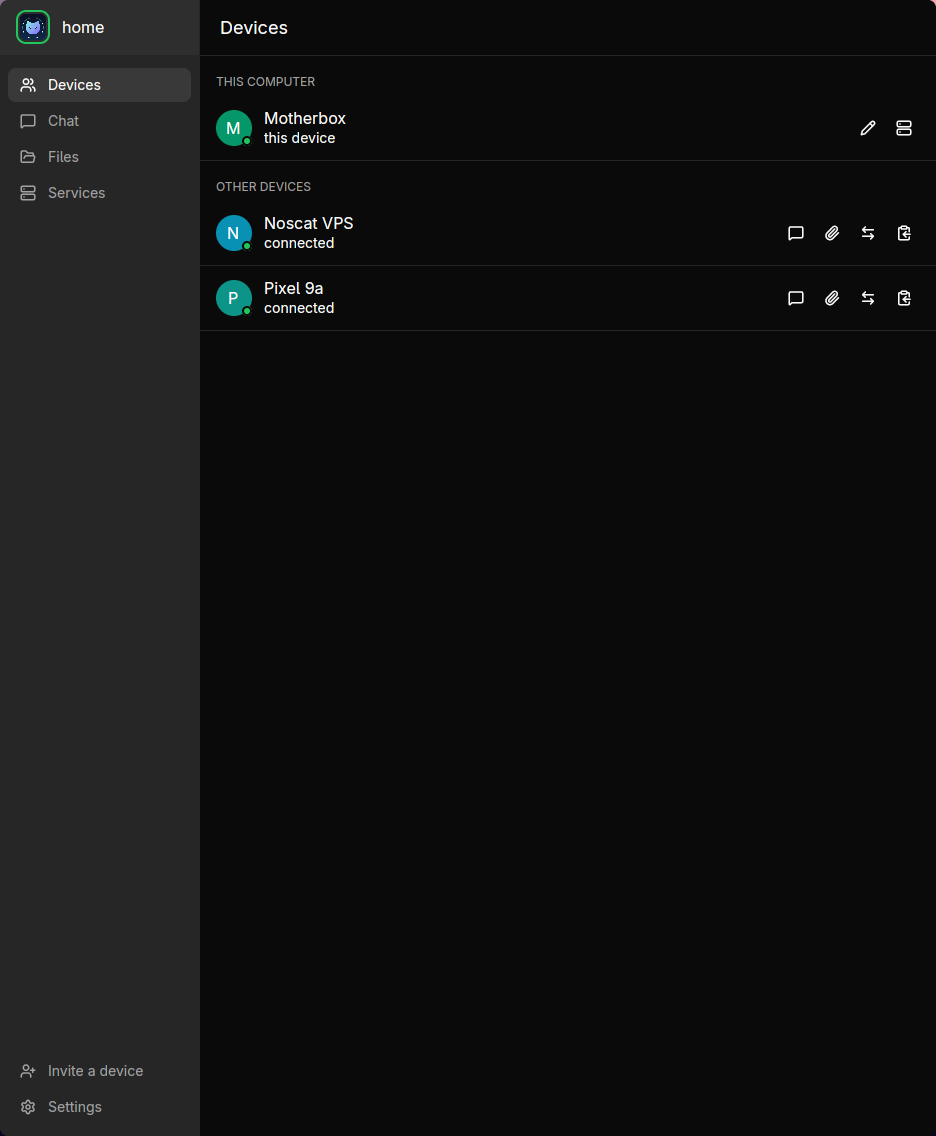 home
Devices
Chat
Files
Services
Invite a device
Settings
Devices
THIS COMPUTER
M
Motherbox
this device
OTHER DEVICES
N
Noscat VPS
connected
P
Pixel 9a
connected